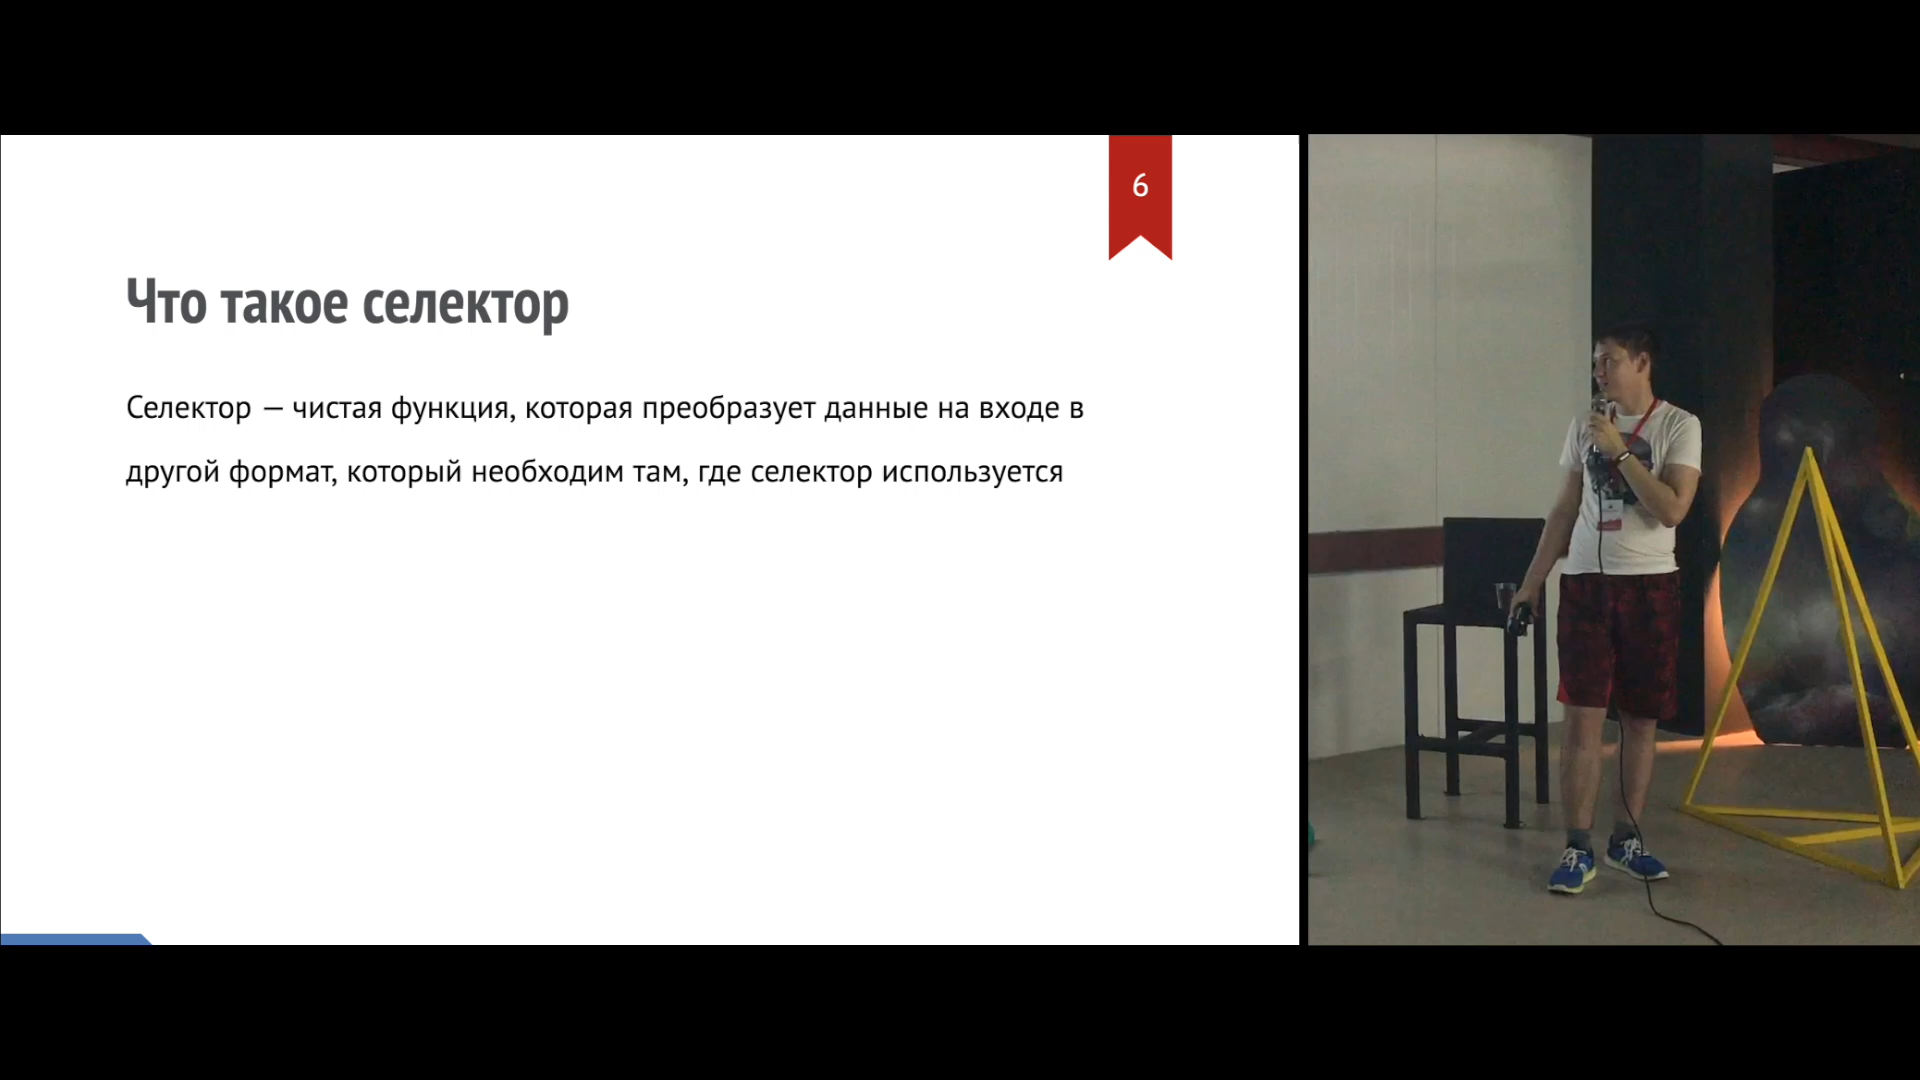 6
Что такое селектор
Селектор — чистая функция, которая преобразует данные на входе в
другой формат, который необходим там, где селектор используется